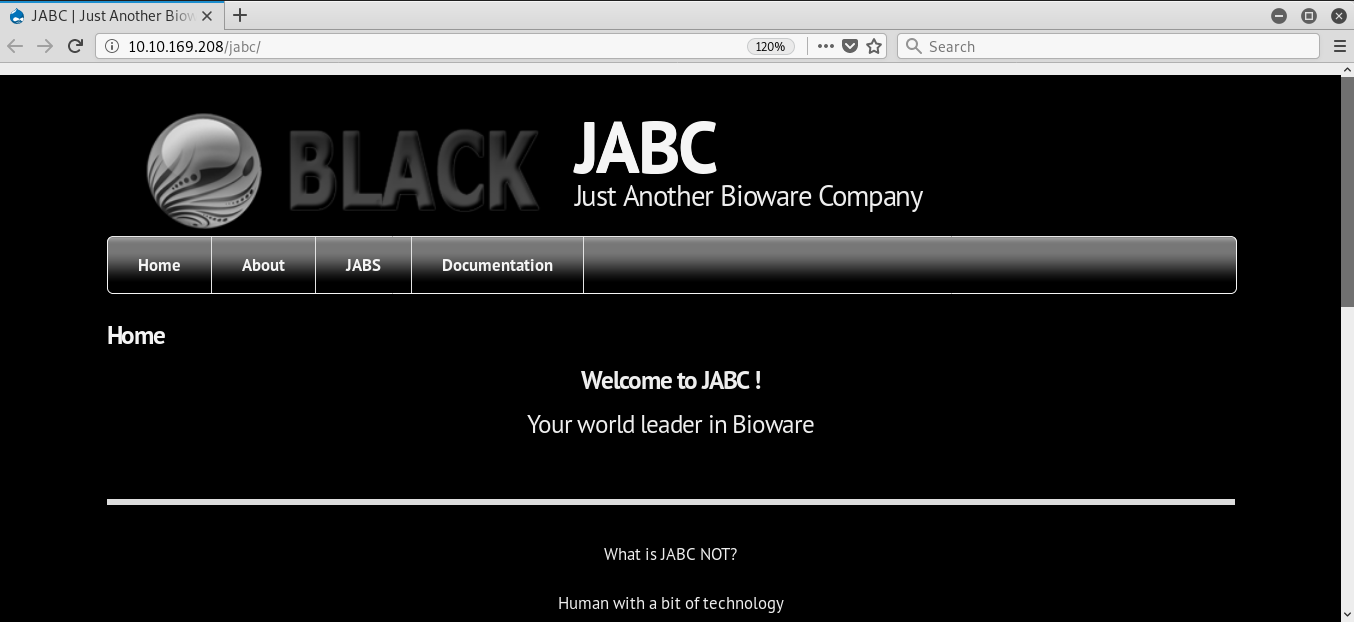 JABC | Just Another Biow
10.10.169.208/jabc/
120%
Search
BLACK
JABC
Just Another Bioware Company
Home
About
JABS
Documentation
Home
Welcome to JABC !
Your world leader in Bioware
What is JABC NOT?
Human with a bit of technology